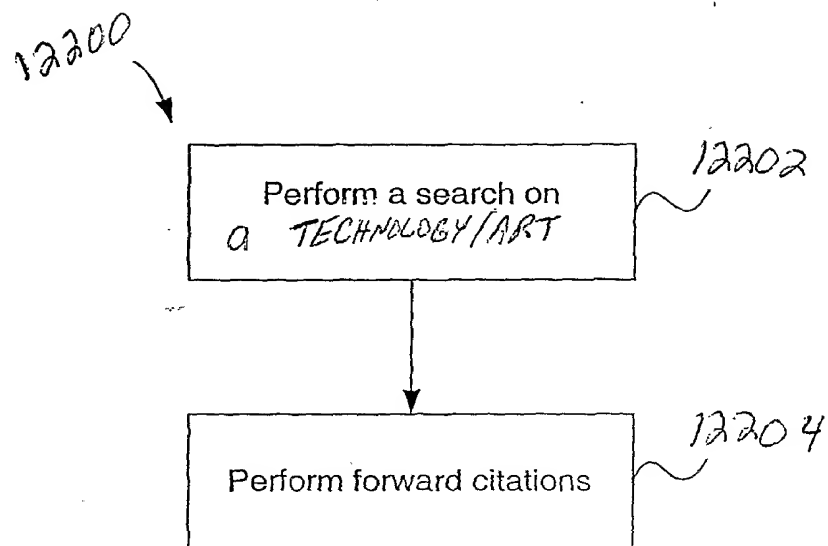 12200
12202
Perform a search on
a TECHNOLOGY/ART
12204
Perform forward citations